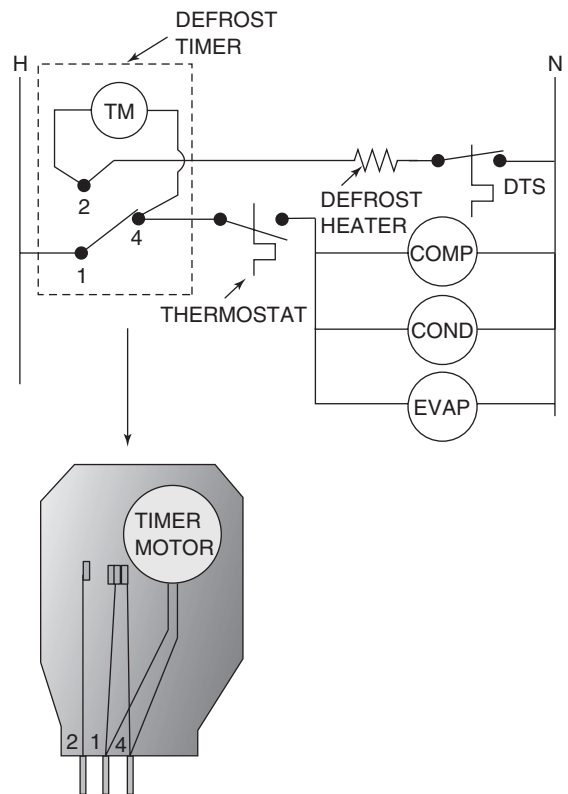 DEFROST
TIMER
H
N
TM
2
DEFROST
HEATER
DTS
4
1
COMP
THERMOSTAT
COND
EVAP
TIMER
MOTOR
2 1 4